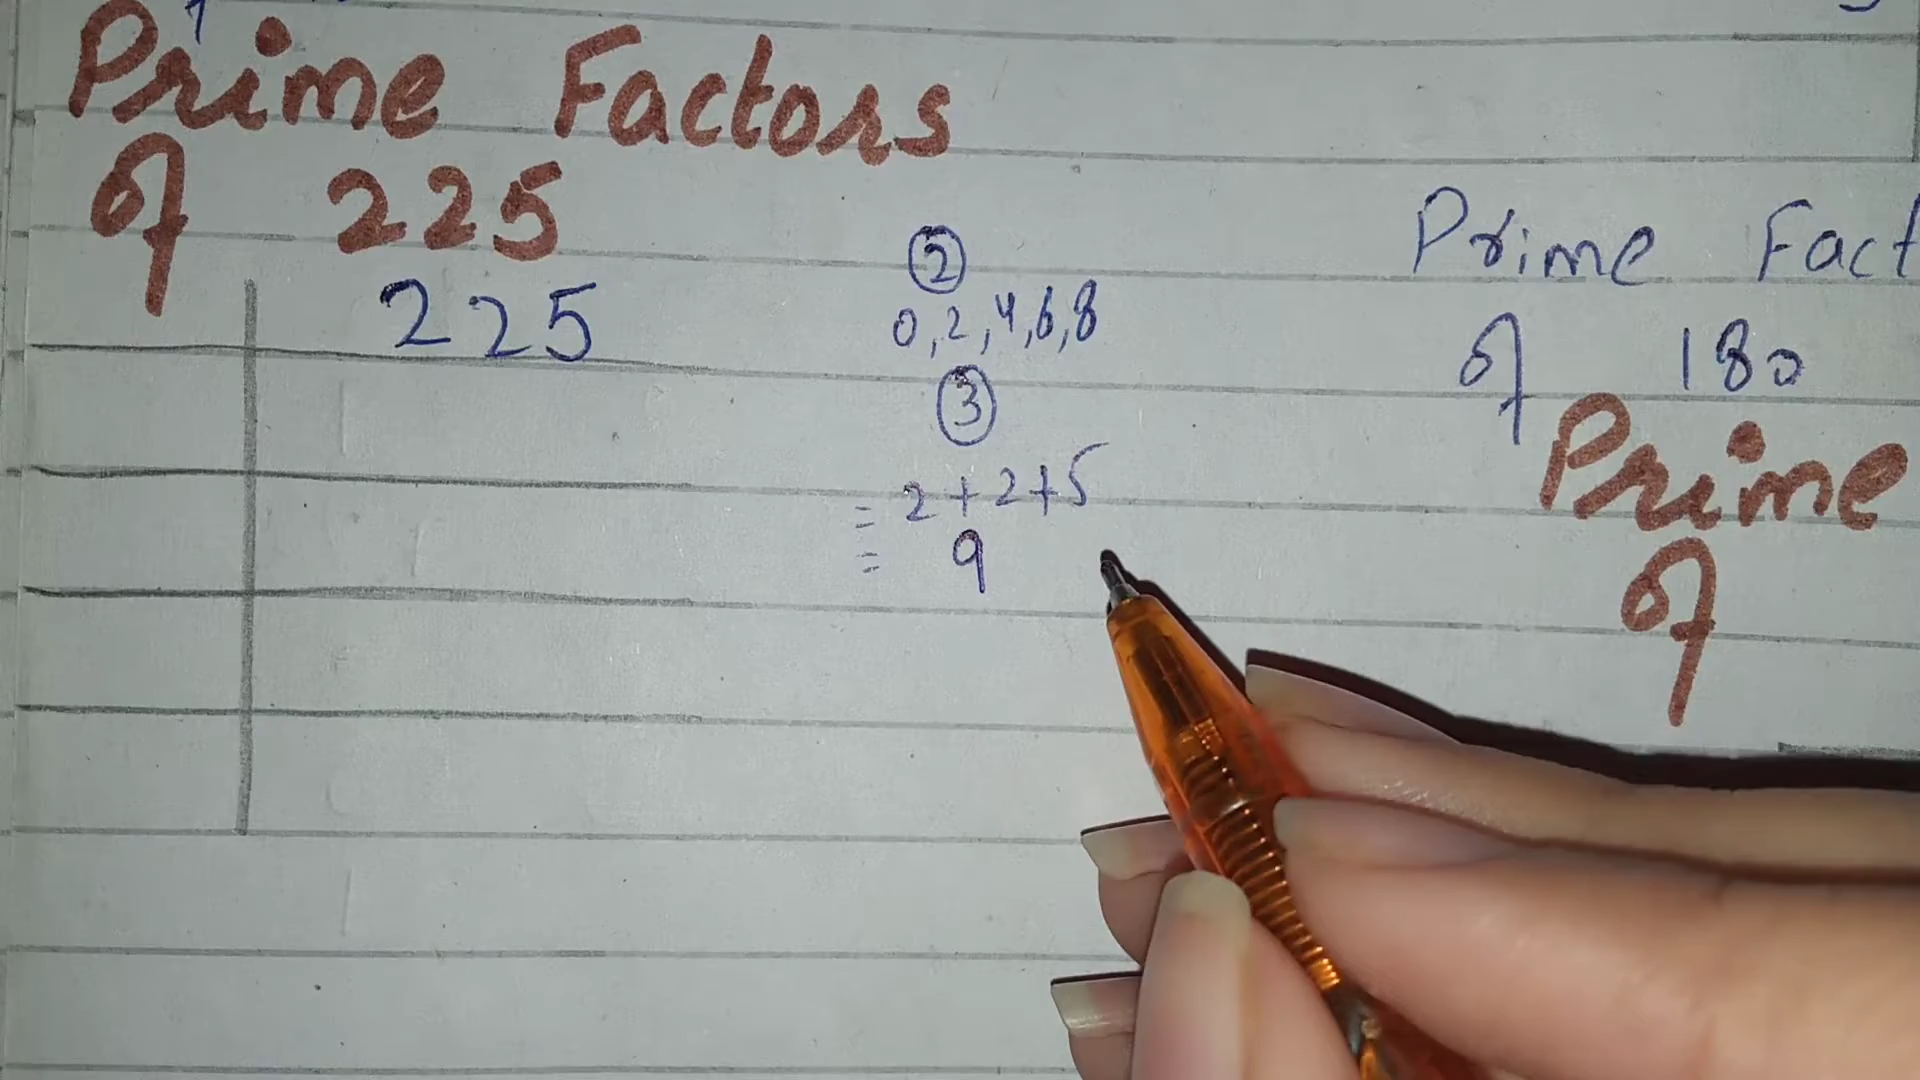 Prime Factors
of 225
225
②
0,2,4,6,8
③
= 2+2+5
= 9
Prime Fact
of 180
Prime
of